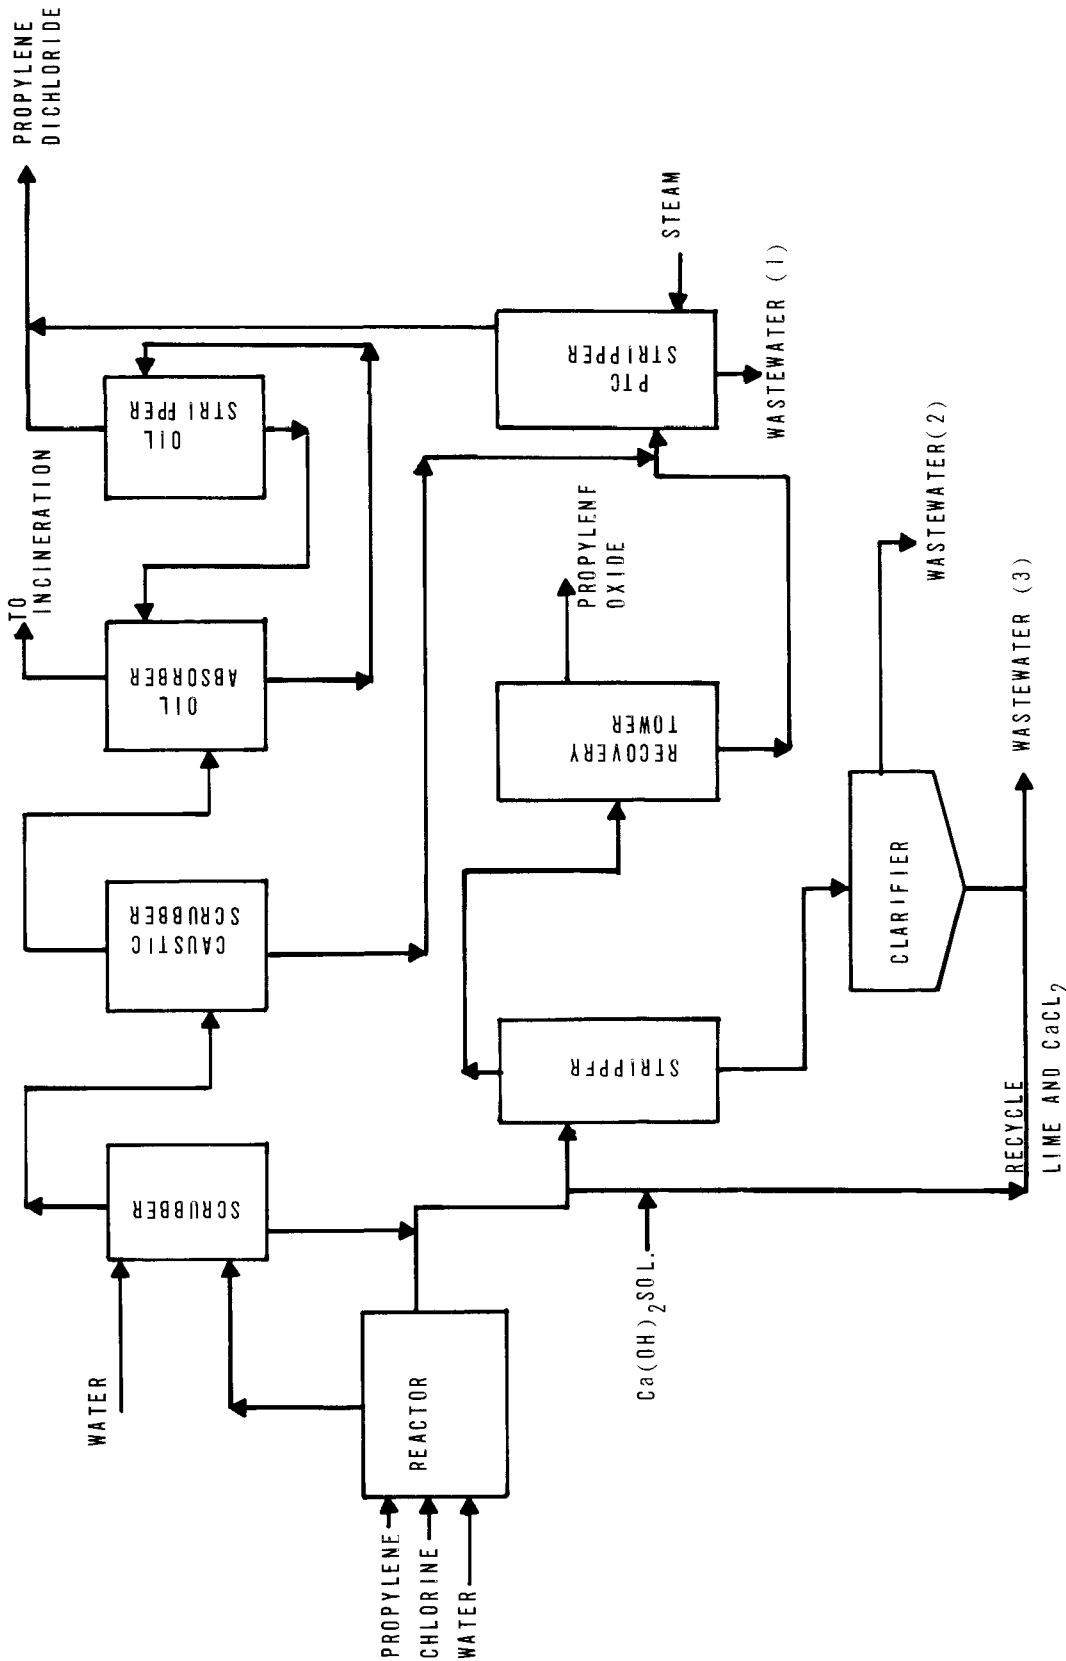 PROPYLENE
DICHLORIDE
TO
INCINERATION
OIL
STRIPPER
OIL
ABSORBER
CAUSTIC
SCRUBBER
SCRUBBER
WATER
STEAM
PTC
STRIPPER
WASTEWATER (1)
PROPYLENE
OXIDE
RECOVERY
TOWER
STRIPPER
REACTOR
PROPYLENE
CHLORINE
WATER
Ca(OH)₂SOL.
WASTEWATER(2)
CLARIFIER
WASTEWATER (3)
RECYCLE
LIME AND CaCL₂